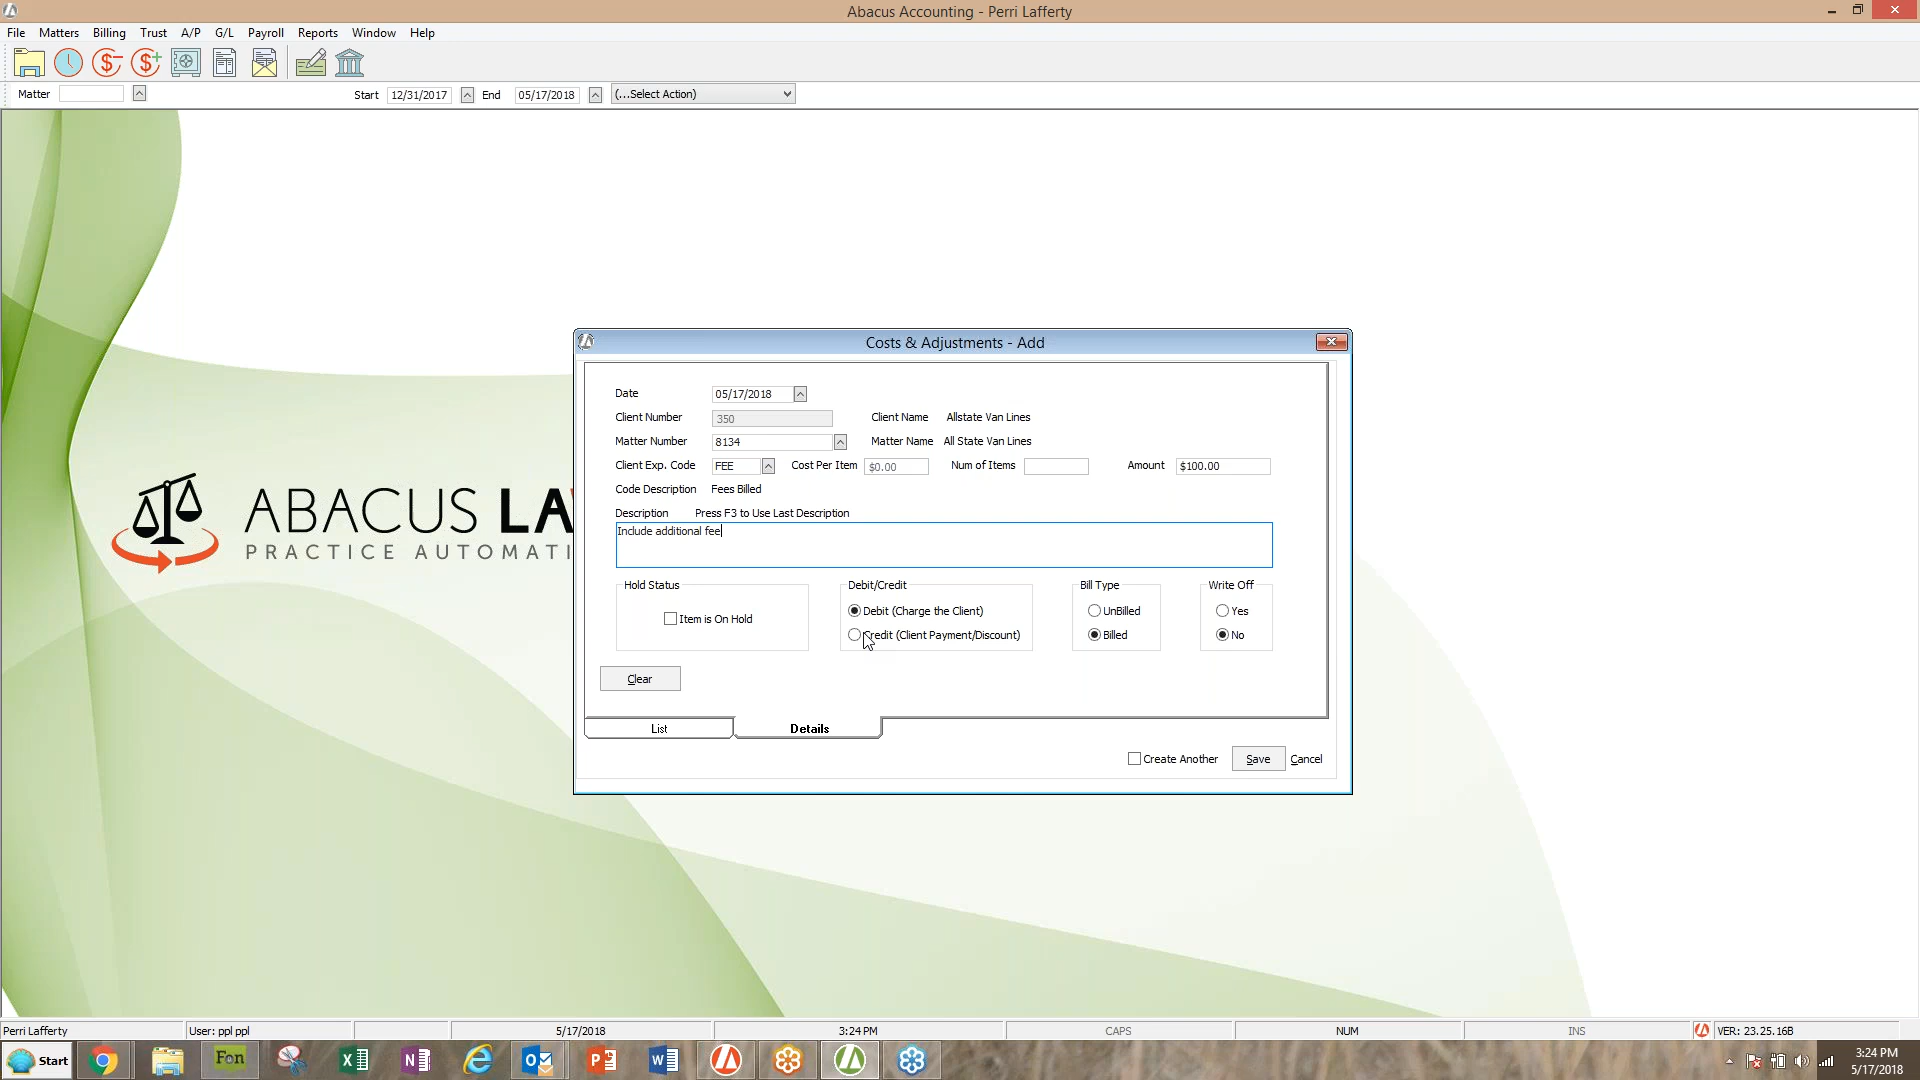 Abacus Accounting - Perri Lafferty
File Matters Billing Trust A/P G/L Payroll Reports Window Help
Matter Start 12/31/2017 End 05/17/2018 (...Select Action)
ABACUS LA
PRACTICE AUTOMATI
Costs & Adjustments - Add
Date 05/17/2018
Client Number 350 Client Name Allstate Van Lines
Matter Number 8134 Matter Name All State Van Lines
Client Exp. Code FEE Cost Per Item $0.00 Num of Items Amount $100.00
Code Description Fees Billed
Description Press F3 to Use Last Description
Include additional fee
Hold Status Debit/Credit Bill Type Write Off
Item is On Hold Debit (Charge the Client) UnBilled Yes
Credit (Client Payment/Discount) Billed No
Clear
List Details
Create Another Save Cancel
Perri Lafferty User: ppl ppl 5/17/2018 3:24 PM CAPS NUM INS VER: 23.25.16B
Start Fon 3:24 PM
5/17/2018